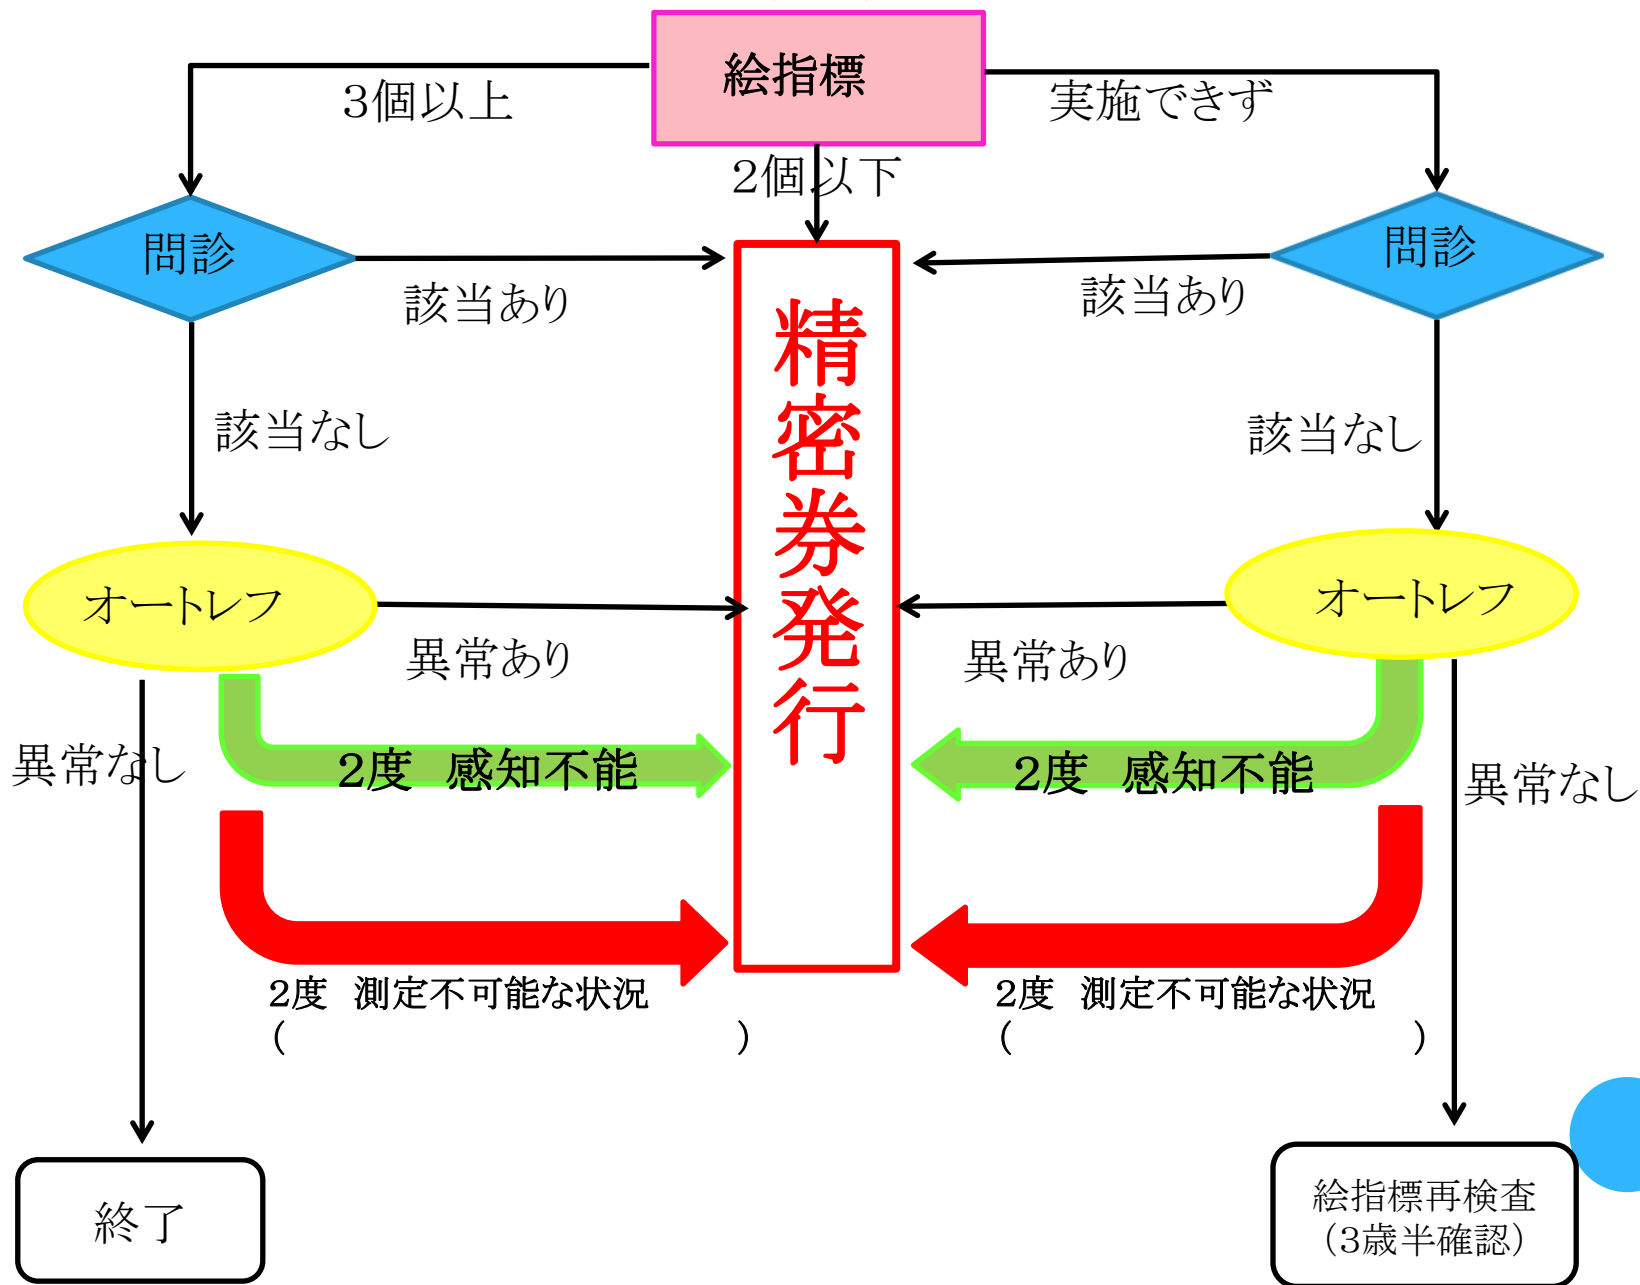 絵指標
3個以上
実施できず
2個以下
問診
問診
該当あり
該当あり
精密券発行
該当なし
該当なし
オートレフ
オートレフ
異常あり
異常あり
異常なし
2度　感知不能
2度　感知不能
異常なし
2度　測定不可能な状況
(　　　　　　　　　　)
2度　測定不可能な状況
(　　　　　　　　　　)
終了
絵指標再検査
(3歳半確認)